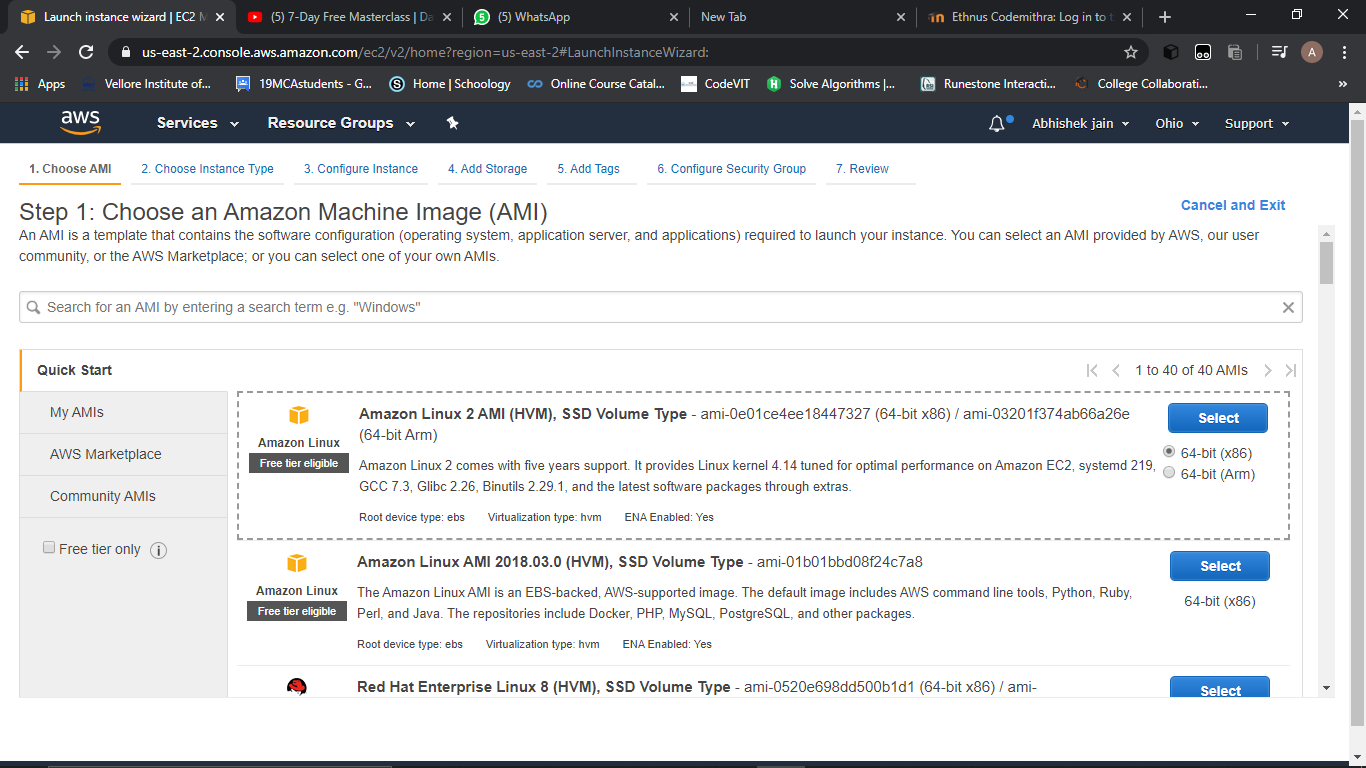 Launch instance wizard | EC2 M
(5) 7-Day Free Masterclass | Da
(5) WhatsApp
New Tab
Ethnus Codemithra: Log in to t
us-east-2.console.aws.amazon.com/ec2/v2/home?region=us-east-2#LaunchInstanceWizard:
A
Apps
Vellore Institute of...
19MCAstudents - G...
Home | Schoology
Online Course Catal...
CodeVIT
Solve Algorithms |...
Runestone Interacti...
College Collaborati...
aws
Services
Resource Groups
Abhishek jain
Ohio
Support
1. Choose AMI
2. Choose Instance Type
3. Configure Instance
4. Add Storage
5. Add Tags
6. Configure Security Group
7. Review
Step 1: Choose an Amazon Machine Image (AMI)
Cancel and Exit
An AMI is a template that contains the software configuration (operating system, application server, and applications) required to launch your instance. You can select an AMI provided by AWS, our user
community, or the AWS Marketplace; or you can select one of your own AMIs.
Search for an AMI by entering a search term e.g. "Windows"
Quick Start
My AMIs
AWS Marketplace
Community AMIs
Free tier only
1 to 40 of 40 AMIs
Amazon Linux
Free tier eligible
Amazon Linux 2 AMI (HVM), SSD Volume Type - ami-0e01ce4ee18447327 (64-bit x86) / ami-03201f374ab66a26e
(64-bit Arm)
Amazon Linux 2 comes with five years support. It provides Linux kernel 4.14 tuned for optimal performance on Amazon EC2, systemd 219,
GCC 7.3, Glibc 2.26, Binutils 2.29.1, and the latest software packages through extras.
Root device type: ebs Virtualization type: hvm ENA Enabled: Yes
Select
64-bit (x86)
64-bit (Arm)
Amazon Linux
Free tier eligible
Amazon Linux AMI 2018.03.0 (HVM), SSD Volume Type - ami-01b01bbd08f24c7a8
The Amazon Linux AMI is an EBS-backed, AWS-supported image. The default image includes AWS command line tools, Python, Ruby,
Perl, and Java. The repositories include Docker, PHP, MySQL, PostgreSQL, and other packages.
Root device type: ebs Virtualization type: hvm ENA Enabled: Yes
Select
64-bit (x86)
Red Hat Enterprise Linux 8 (HVM), SSD Volume Type - ami-0520e698dd500b1d1 (64-bit x86) / ami-
Select